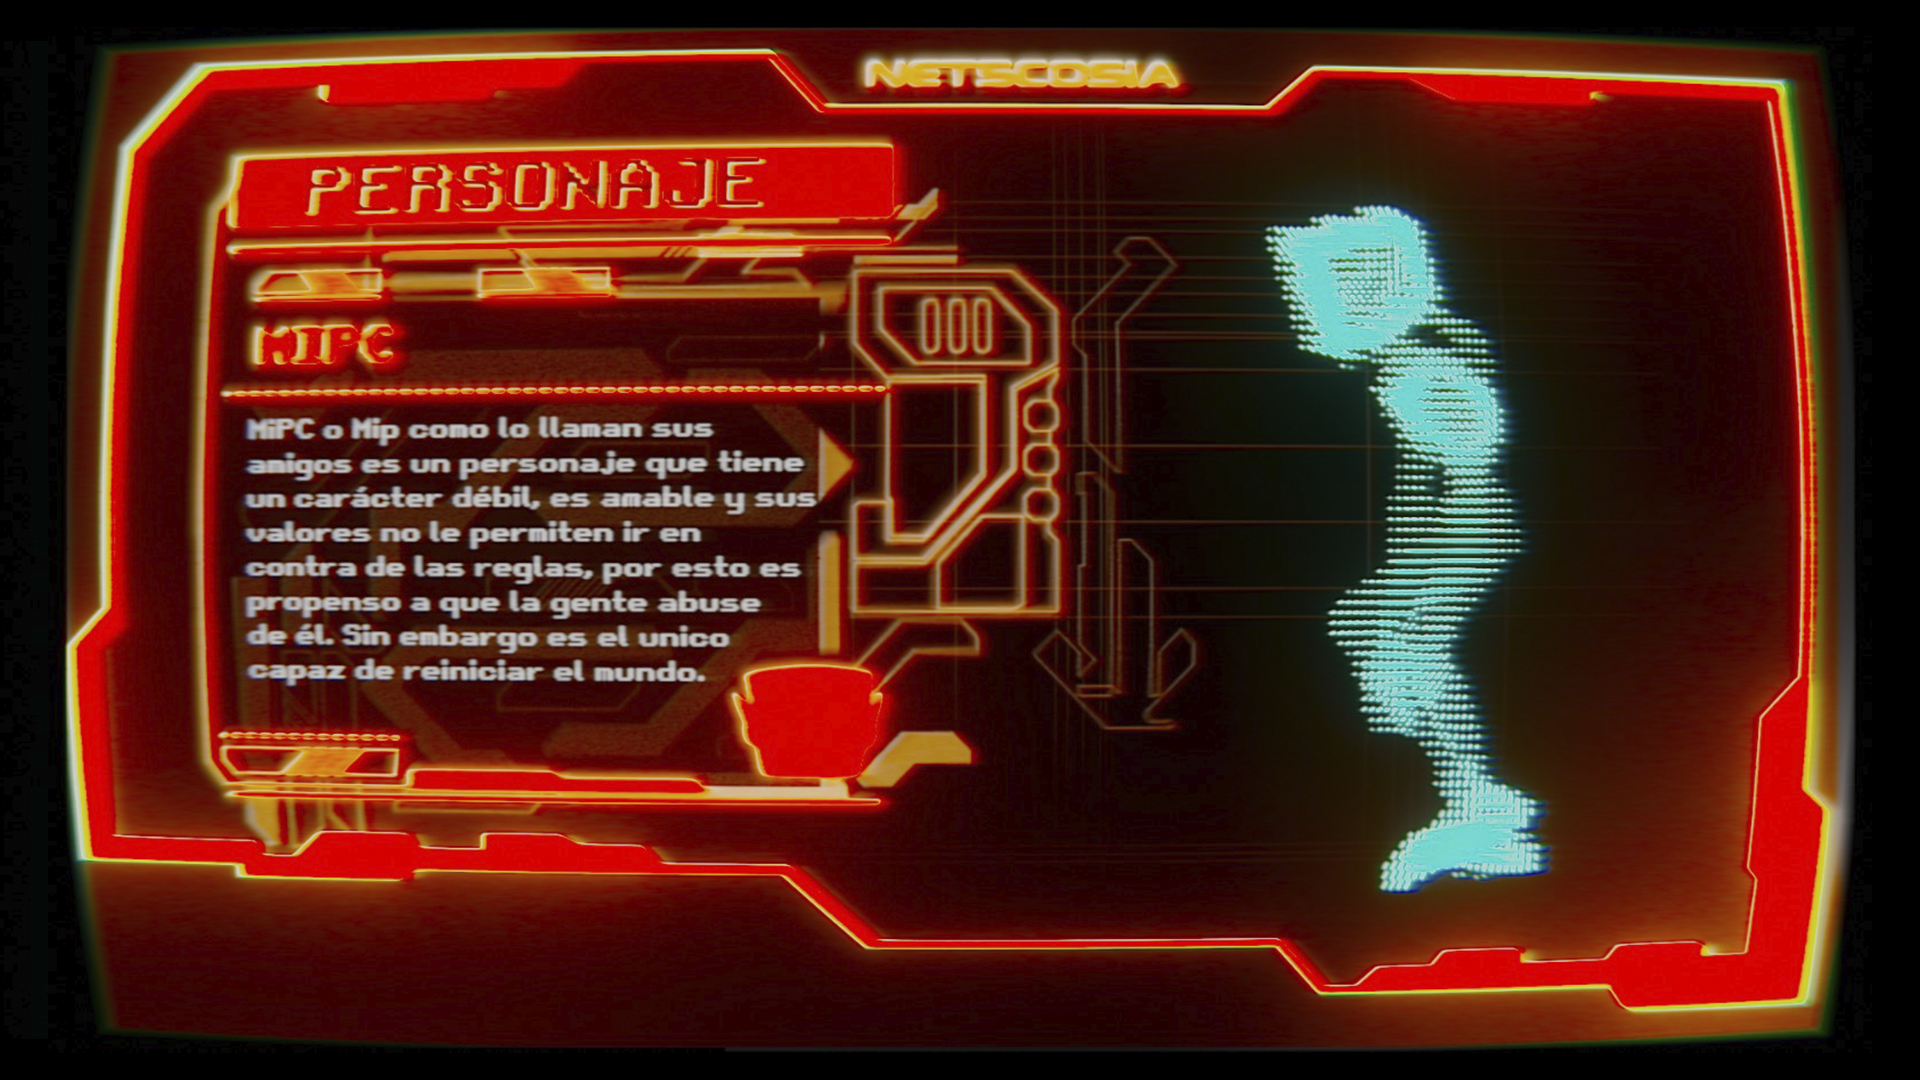 NETSCOSIA
PERSONAJE
MIPC
MiPC o Mip como lo llaman sus
amigos es un personaje que tiene
un carácter débil, es amable y sus
valores no le permiten ir en
contra de las reglas, por esto es
propenso a que la gente abuse
de él. Sin embargo es el unico
capaz de reiniciar el mundo.